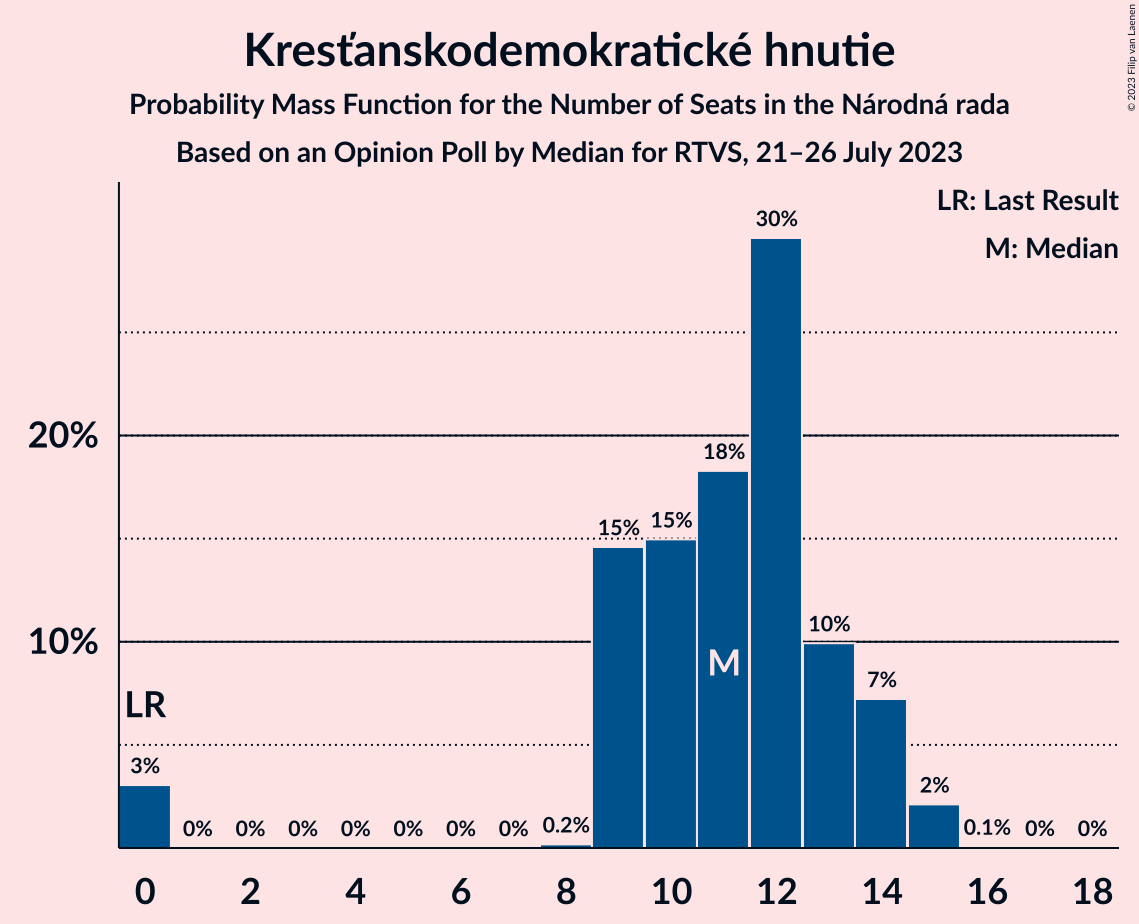 Kresťanskodemokratické hnutie
Probability Mass Function for the Number of Seats in the Národná rada
Based on an Opinion Poll by Median for RTVS, 21–26 July 2023
© 2023 Filip van Laenen
LR: Last Result
M: Median
30%
20%
18%
15% 15%
10%
10%
M
7%
LR
3%
2%
0% 0% 0% 0% 0% 0% 0% 0.2% 0.1% 0% 0%
0 2 4 6 8 10 12 14 16 18